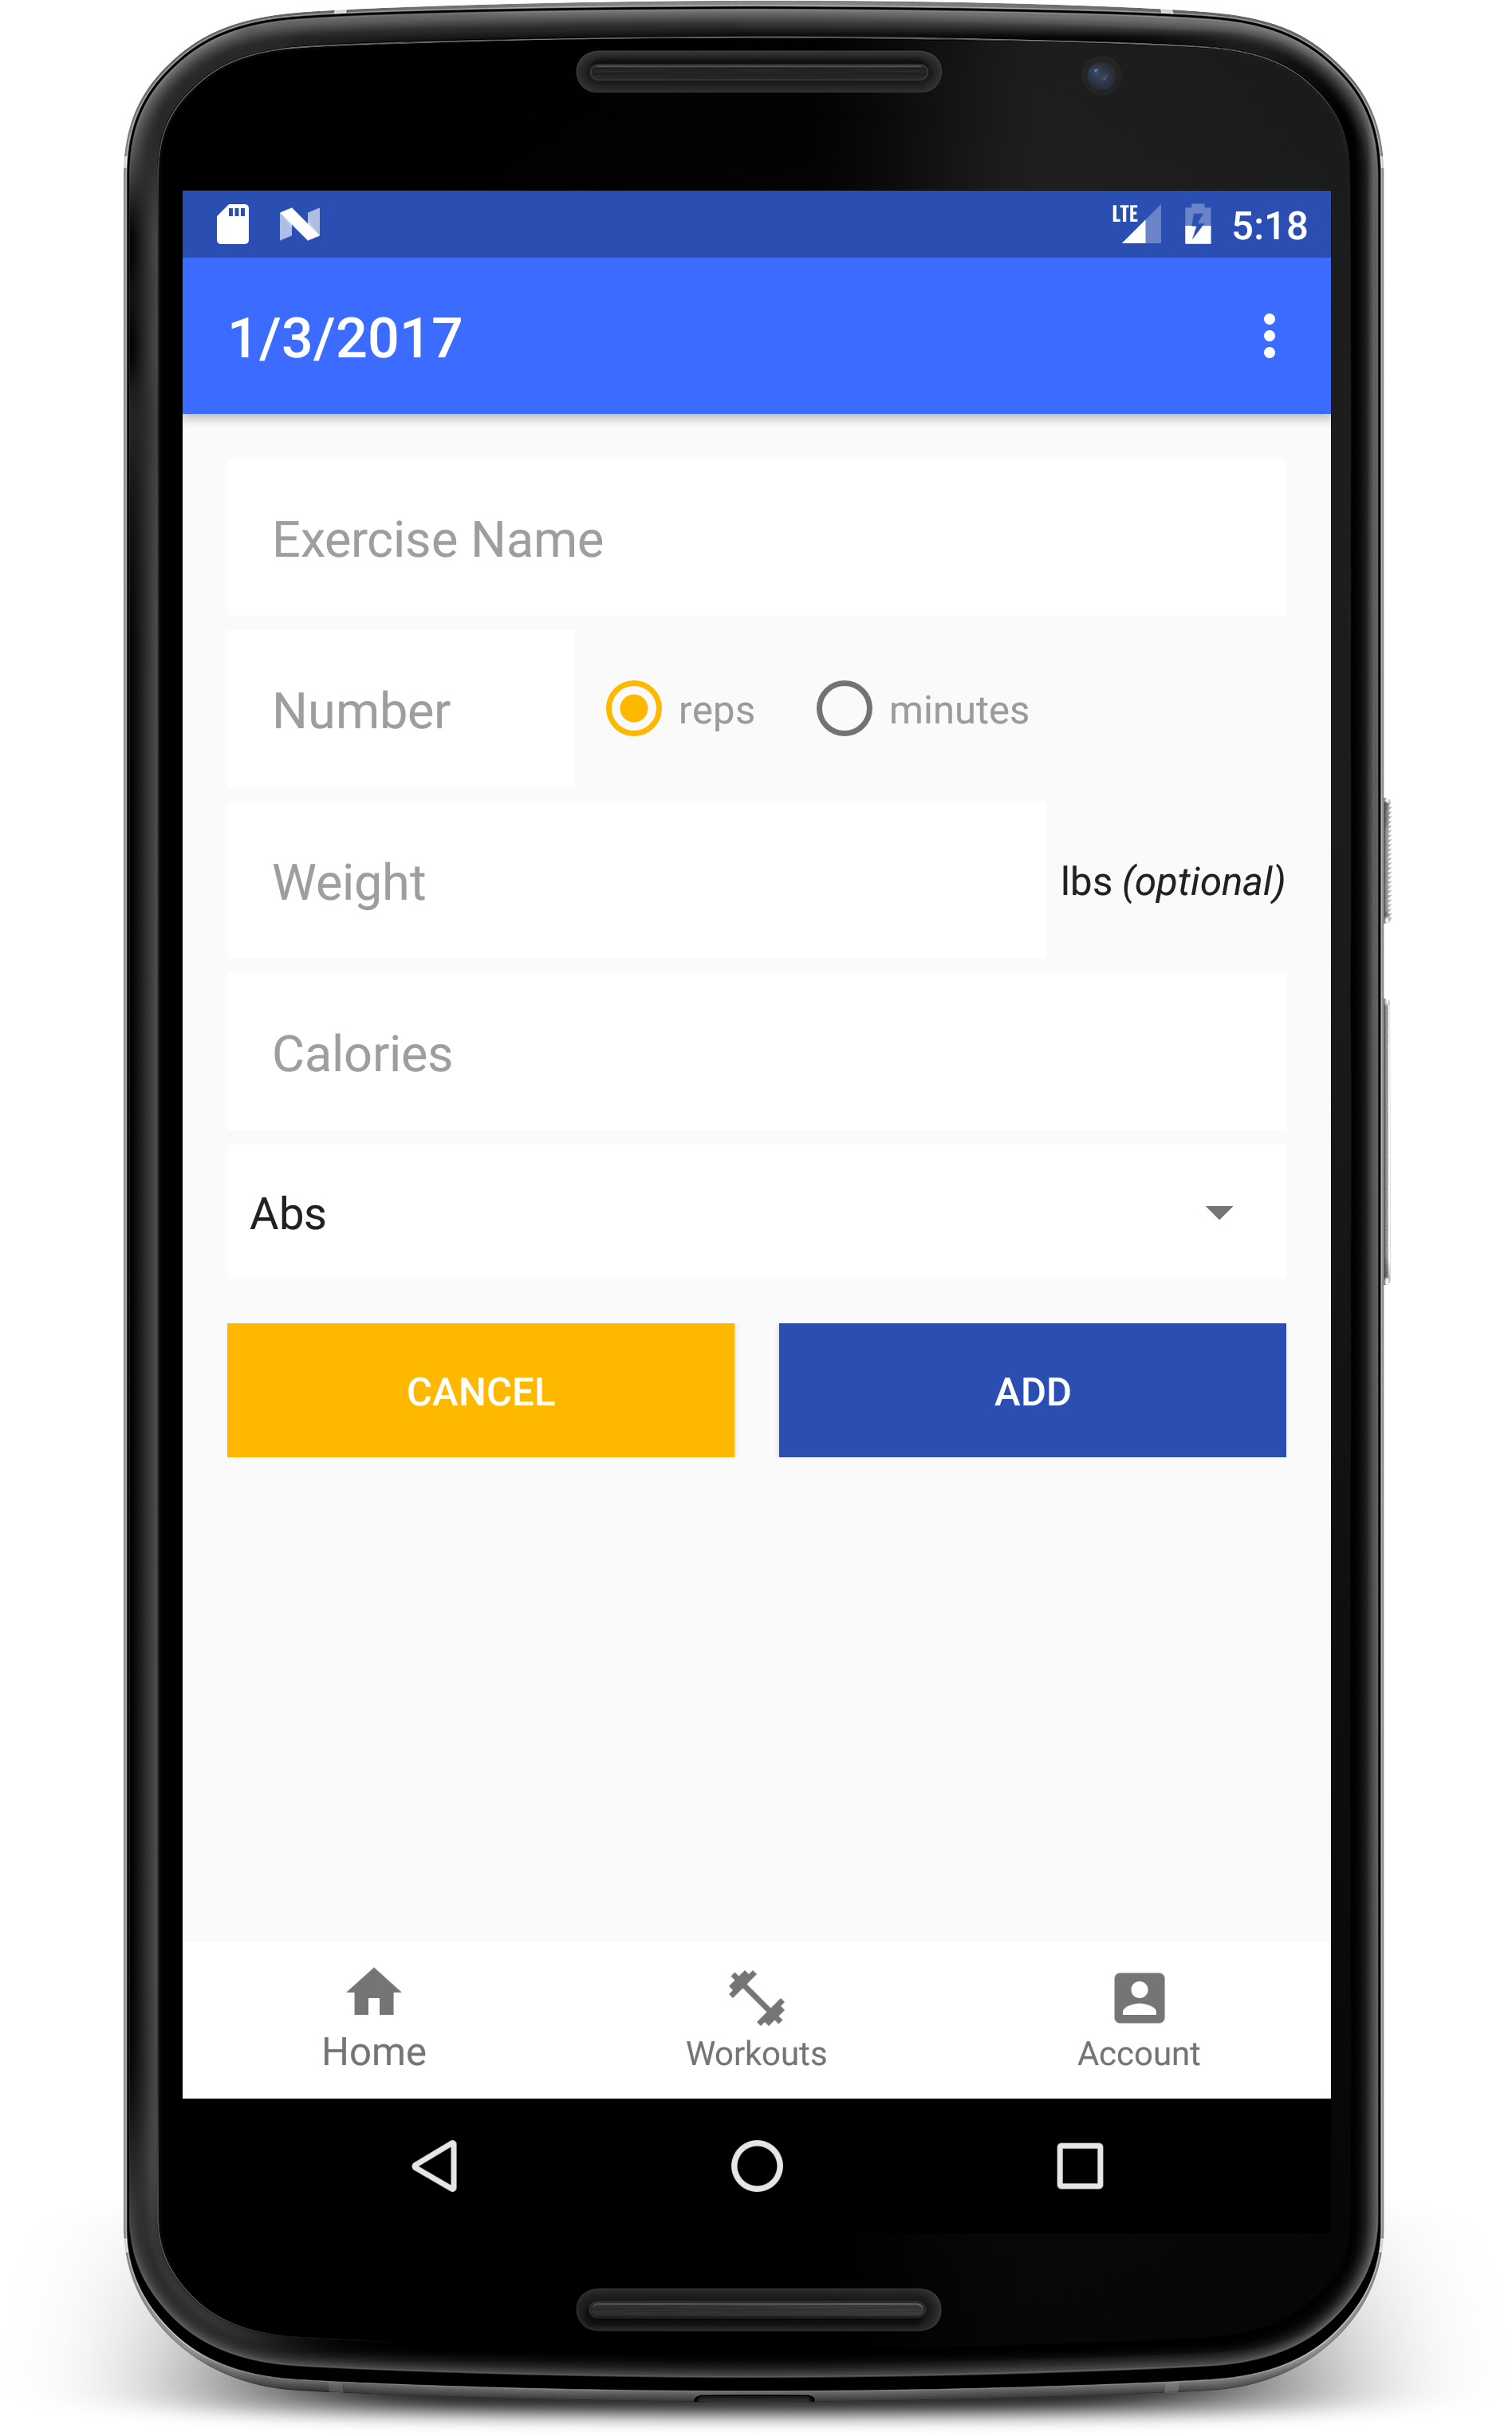 LTE 5:18
1/3/2017
Exercise Name
Number reps minutes
Weight lbs (optional)
Calories
Abs
CANCEL ADD
Home Workouts Account